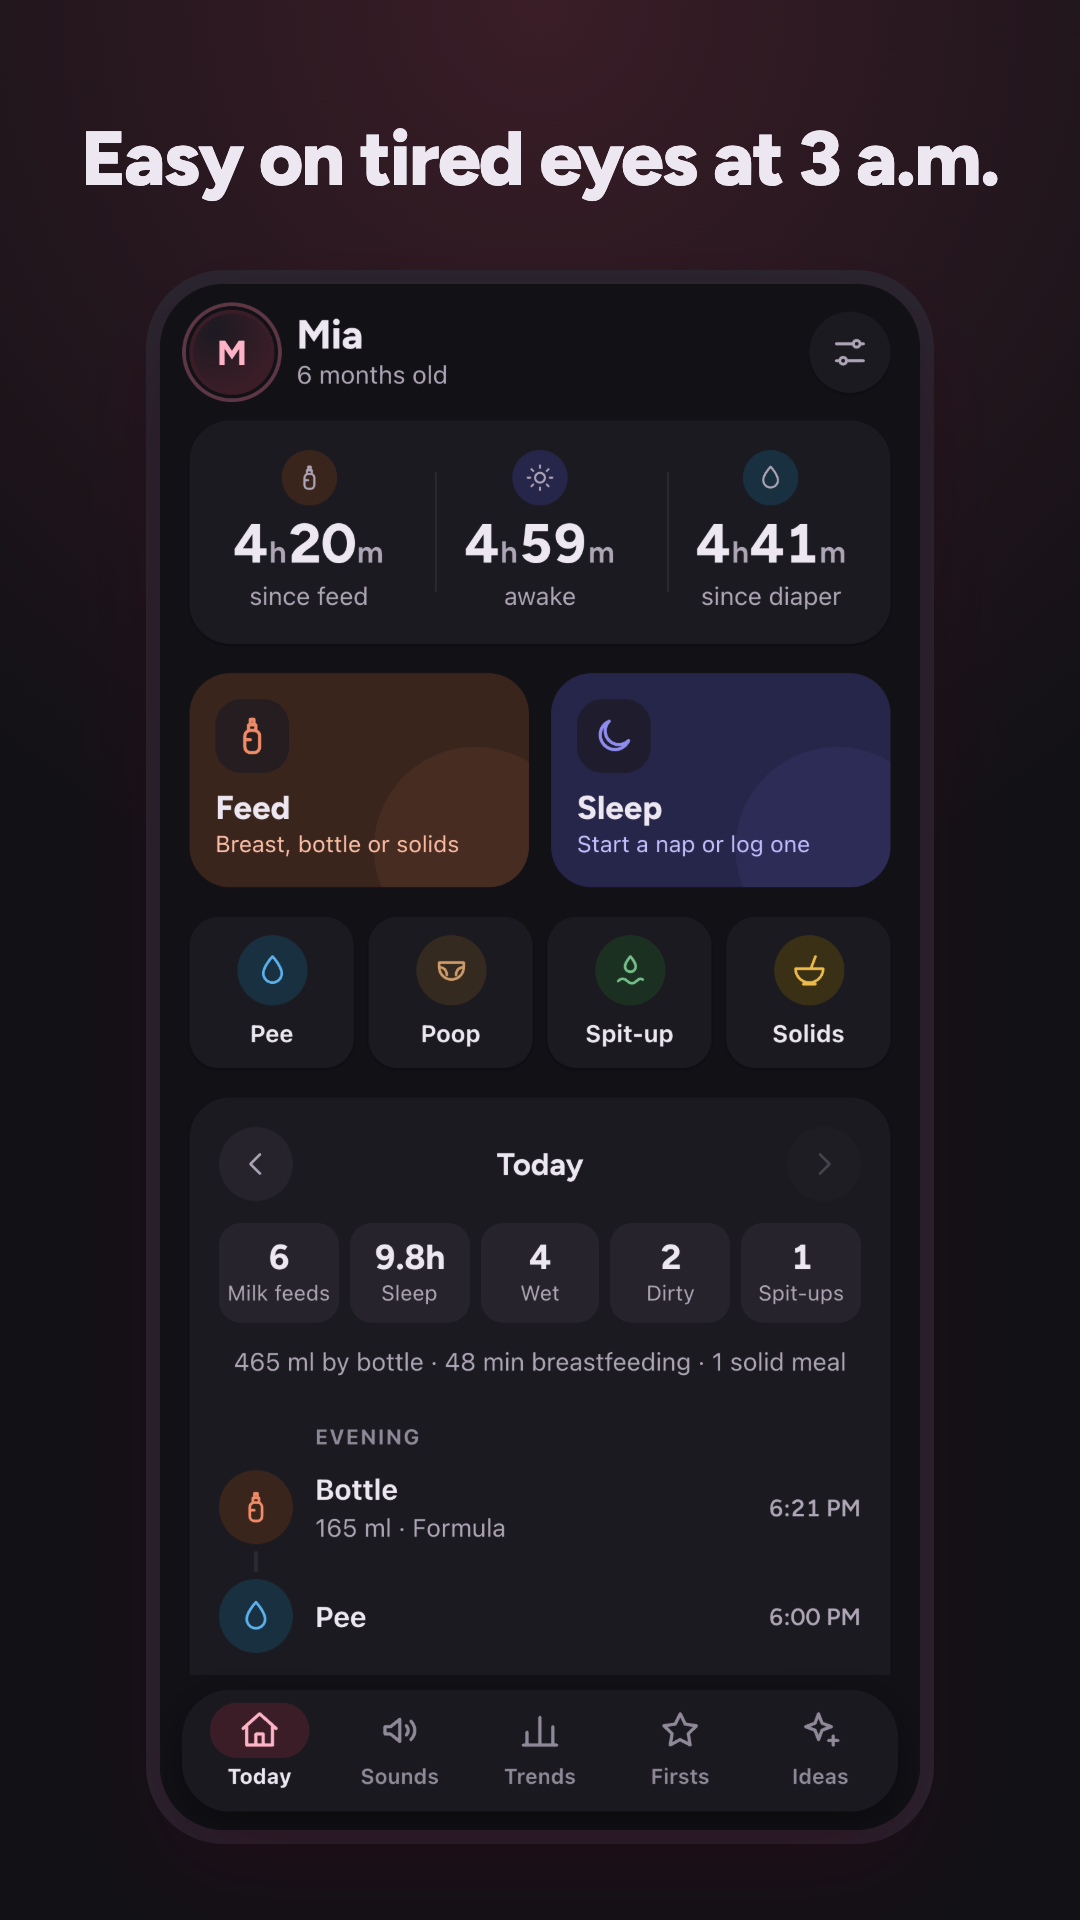 Easy on tired eyes at 3 a.m.
M
Mia
6 months old
4h20m
since feed
4h59m
awake
4h41m
since diaper
Feed
Breast, bottle or solids
Sleep
Start a nap or log one
Pee
Poop
Spit-up
Solids
Today
6
Milk feeds
9.8h
Sleep
4
Wet
2
Dirty
1
Spit-ups
465 ml by bottle · 48 min breastfeeding · 1 solid meal
EVENING
Bottle
165 ml · Formula
6:21 PM
Pee
6:00 PM
Today
Sounds
Trends
Firsts
Ideas